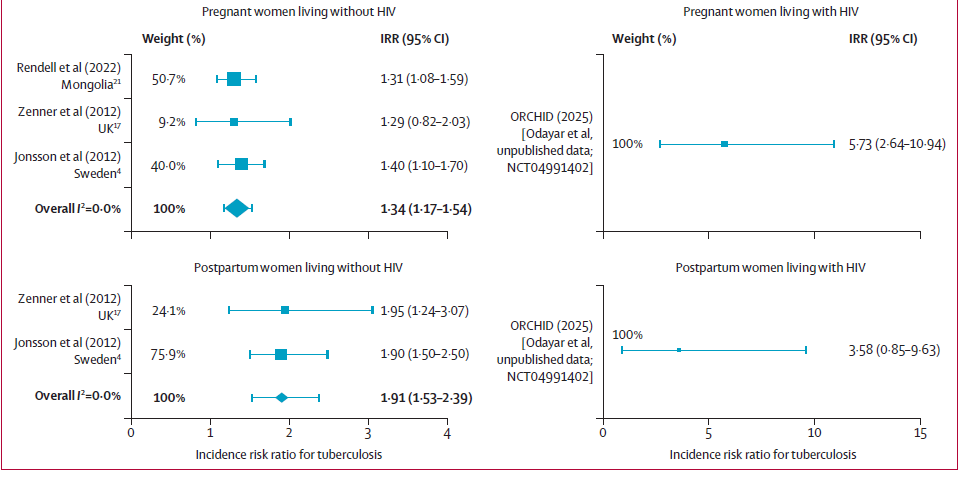 Pregnant women living without HIV
Weight (%) IRR (95% CI)
Rendell et al (2022)
Mongolia²¹ 50·7% 1·31 (1·08–1·59)
Zenner et al (2012)
UK¹⁷ 9·2% 1·29 (0·82–2·03)
Jonsson et al (2012)
Sweden⁴ 40·0% 1·40 (1·10–1·70)
Overall I²=0·0% 100% 1·34 (1·17–1·54)
Pregnant women living with HIV
Weight (%) IRR (95% CI)
ORCHID (2025)
[Odayar et al,
unpublished data;
NCT04991402]
100% 5·73 (2·64–10·94)
Postpartum women living without HIV
Zenner et al (2012)
UK¹⁷ 24·1% 1·95 (1·24–3·07)
Jonsson et al (2012)
Sweden⁴ 75·9% 1·90 (1·50–2·50)
Overall I²=0·0% 100% 1·91 (1·53–2·39)
0 1 2 3 4
Incidence risk ratio for tuberculosis
Postpartum women living with HIV
ORCHID (2025)
[Odayar et al,
unpublished data;
NCT04991402]
100% 3·58 (0·85–9·63)
0 5 10 15
Incidence risk ratio for tuberculosis